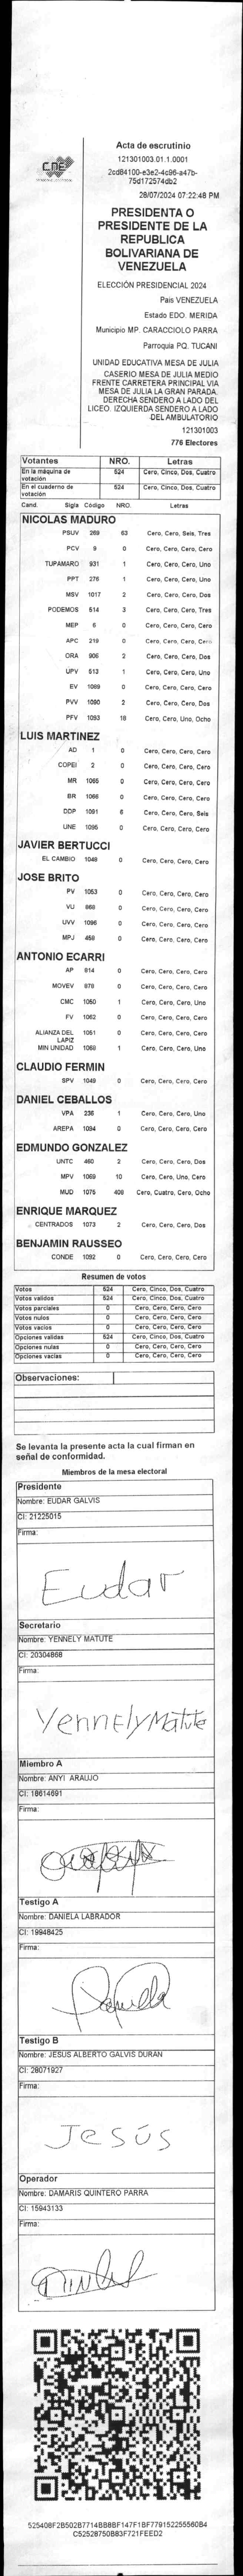 CNE
Acta de escrutinio
121301003.01.1.0001
2cd84100-e3e2-4c96-a47b-
75d172574db2
28/07/2024 07:22:48 PM
PRESIDENTA O
PRESIDENTE DE LA
REPUBLICA
BOLIVARIANA DE
VENEZUELA
ELECCIÓN PRESIDENCIAL 2024
Pais VENEZUELA
Estado EDO. MERIDA
Municipio MP. CARACCIOLO PARRA
Parroquia PQ. TUCANI
UNIDAD EDUCATIVA MESA DE JULIA
CASERIO MESA DE JULIA MEDIO
FRENTE CARRETERA PRINCIPAL VIA
MESA DE JULIA LA GRAN PARADA.
DERECHA SENDERO A LADO DEL
LICEO. IZQUIERDA SENDERO A LADO
DEL AMBULATORIO
121301003
776 Electores
Votantes NRO. Letras
En la máquina de votación 524 Cero, Cinco, Dos, Cuatro
En el cuaderno de votación 524 Cero, Cinco, Dos, Cuatro
Cand. Sigla Código NRO. Letras
NICOLAS MADURO
PSUV 269 63 Cero, Cero, Seis, Tres
PCV 9 0 Cero, Cero, Cero, Cero
TUPAMARO 931 1 Cero, Cero, Cero, Uno
PPT 276 1 Cero, Cero, Cero, Uno
MSV 1017 2 Cero, Cero, Cero, Dos
PODEMOS 514 3 Cero, Cero, Cero, Tres
MEP 6 0 Cero, Cero, Cero, Cero
APC 219 0 Cero, Cero, Cero, Cero
ORA 906 2 Cero, Cero, Cero, Dos
UPV 513 1 Cero, Cero, Cero, Uno
EV 1089 0 Cero, Cero, Cero, Cero
PVV 1090 2 Cero, Cero, Cero, Dos
PFV 1093 18 Cero, Cero, Uno, Ocho
LUIS MARTINEZ
AD 1 0 Cero, Cero, Cero, Cero
COPEI 2 0 Cero, Cero, Cero, Cero
MR 1065 0 Cero, Cero, Cero, Cero
BR 1066 0 Cero, Cero, Cero, Cero
DDP 1091 6 Cero, Cero, Cero, Seis
UNE 1095 0 Cero, Cero, Cero, Cero
JAVIER BERTUCCI
EL CAMBIO 1048 0 Cero, Cero, Cero, Cero
JOSE BRITO
PV 1053 0 Cero, Cero, Cero, Cero
VU 868 0 Cero, Cero, Cero, Cero
UVV 1096 0 Cero, Cero, Cero, Cero
MPJ 458 0 Cero, Cero, Cero, Cero
ANTONIO ECARRI
AP 814 0 Cero, Cero, Cero, Cero
MOVEV 878 0 Cero, Cero, Cero, Cero
CMC 1050 1 Cero, Cero, Cero, Uno
FV 1062 0 Cero, Cero, Cero, Cero
ALIANZA DEL LAPIZ 1051 0 Cero, Cero, Cero, Cero
MIN UNIDAD 1068 1 Cero, Cero, Cero, Uno
CLAUDIO FERMIN
SPV 1049 0 Cero, Cero, Cero, Cero
DANIEL CEBALLOS
VPA 236 1 Cero, Cero, Cero, Uno
AREPA 1094 0 Cero, Cero, Cero, Cero
EDMUNDO GONZALEZ
UNTC 460 2 Cero, Cero, Cero, Dos
MPV 1069 10 Cero, Cero, Uno, Cero
MUD 1075 408 Cero, Cuatro, Cero, Ocho
ENRIQUE MARQUEZ
CENTRADOS 1073 2 Cero, Cero, Cero, Dos
BENJAMIN RAUSSEO
CONDE 1092 0 Cero, Cero, Cero, Cero
Resumen de votos
Votos 524 Cero, Cinco, Dos, Cuatro
Votos validos 524 Cero, Cinco, Dos, Cuatro
Votos parciales 0 Cero, Cero, Cero, Cero
Votos nulos 0 Cero, Cero, Cero, Cero
Votos vacios 0 Cero, Cero, Cero, Cero
Opciones validas 524 Cero, Cinco, Dos, Cuatro
Opciones nulas 0 Cero, Cero, Cero, Cero
Opciones vacias 0 Cero, Cero, Cero, Cero
Observaciones:
Se levanta la presente acta la cual firman en
señal de conformidad.
Miembros de la mesa electoral
Presidente
Nombre: EUDAR GALVIS
CI: 21225015
Firma:
Eudar
Secretario
Nombre: YENNELY MATUTE
CI: 20304868
Firma:
Yennely Matute
Miembro A
Nombre: ANYI ARAUJO
CI: 18614691
Firma:
Testigo A
Nombre: DANIELA LABRADOR
CI: 19948425
Firma:
Testigo B
Nombre: JESUS ALBERTO GALVIS DURAN
CI: 28071927
Firma:
Jesús
Operador
Nombre: DAMARIS QUINTERO PARRA
CI: 15943133
Firma:
525408F2B502B7714BB8BF147F1BF779152255560B4
C52528750B83F721FEED2